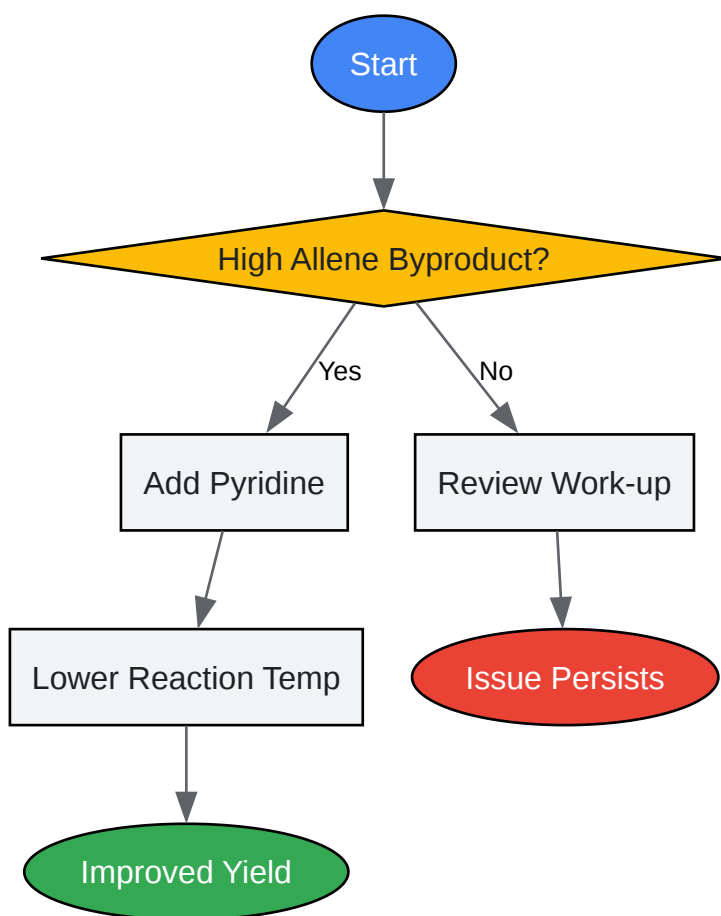 Start
High Allene Byproduct?
Yes
No
Add Pyridine
Review Work-up
Lower Reaction Temp
Issue Persists
Improved Yield